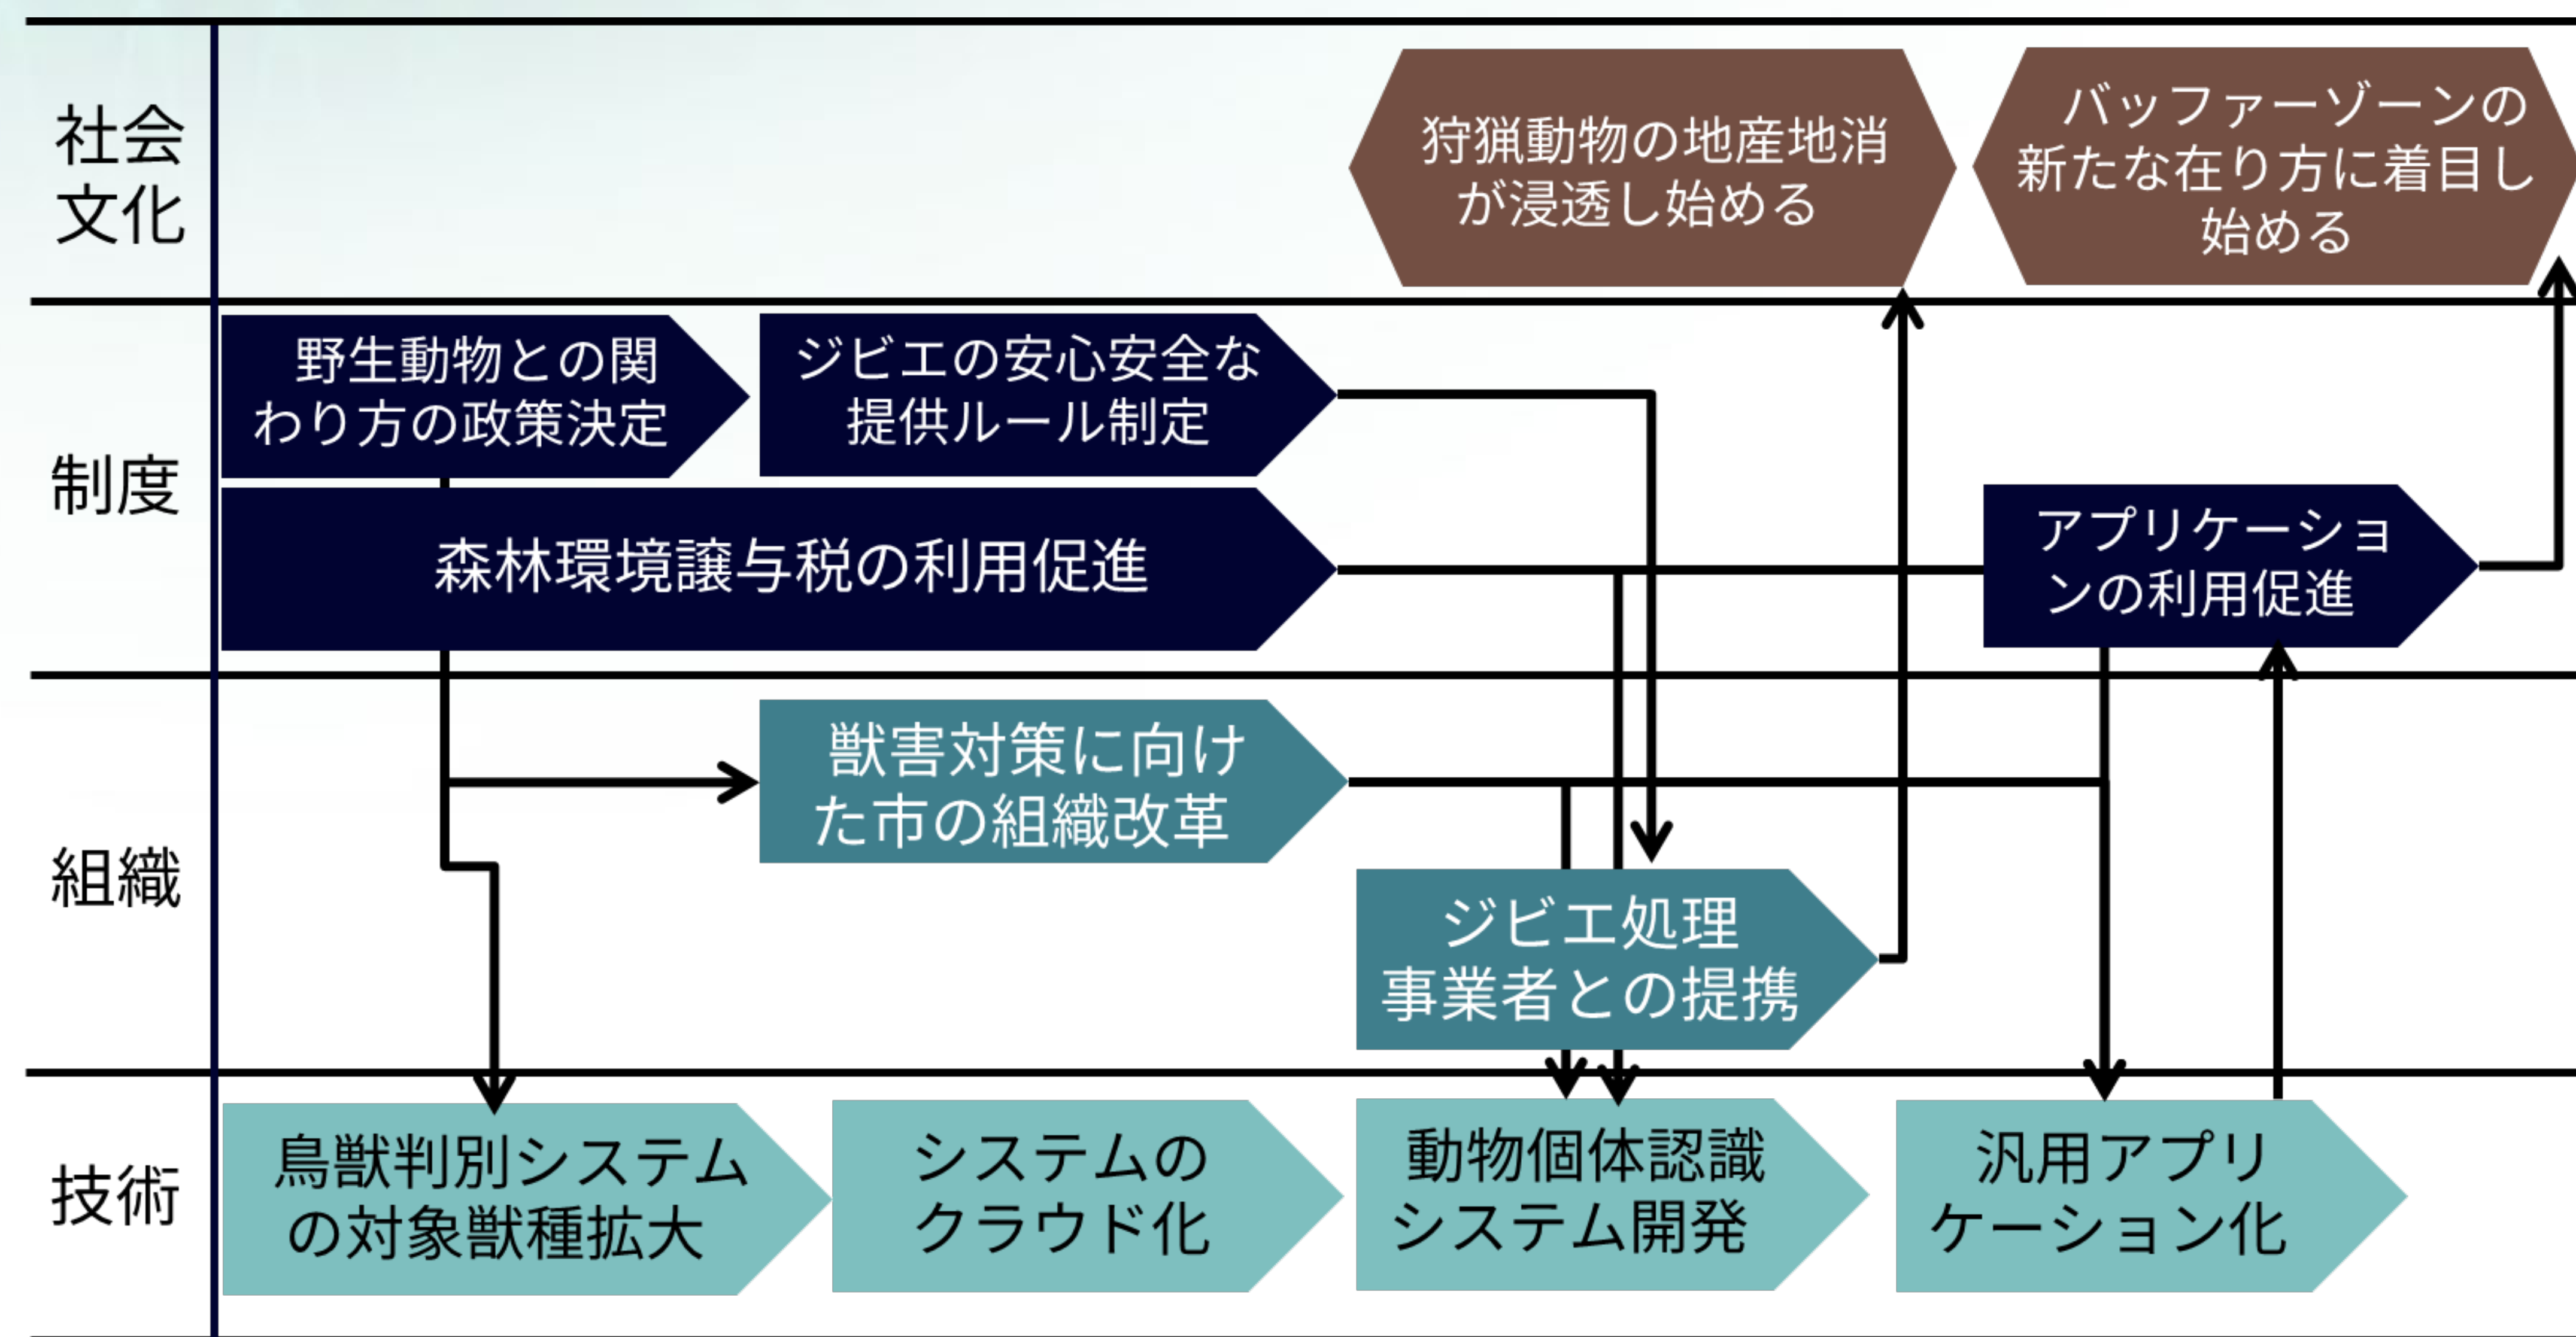 社会
文化
狩猟動物の地産地消
が浸透し始める
バッファーゾーンの
新たな在り方に着目し
始める
制度
野生動物との関
わり方の政策決定
ジビエの安心安全な
提供ルール制定
森林環境譲与税の利用促進
アプリケーショ
ンの利用促進
組織
獣害対策に向け
た市の組織改革
ジビエ処理
事業者との提携
技術
鳥獣判別システム
の対象獣種拡大
システムの
クラウド化
動物個体認識
システム開発
汎用アプリ
ケーション化